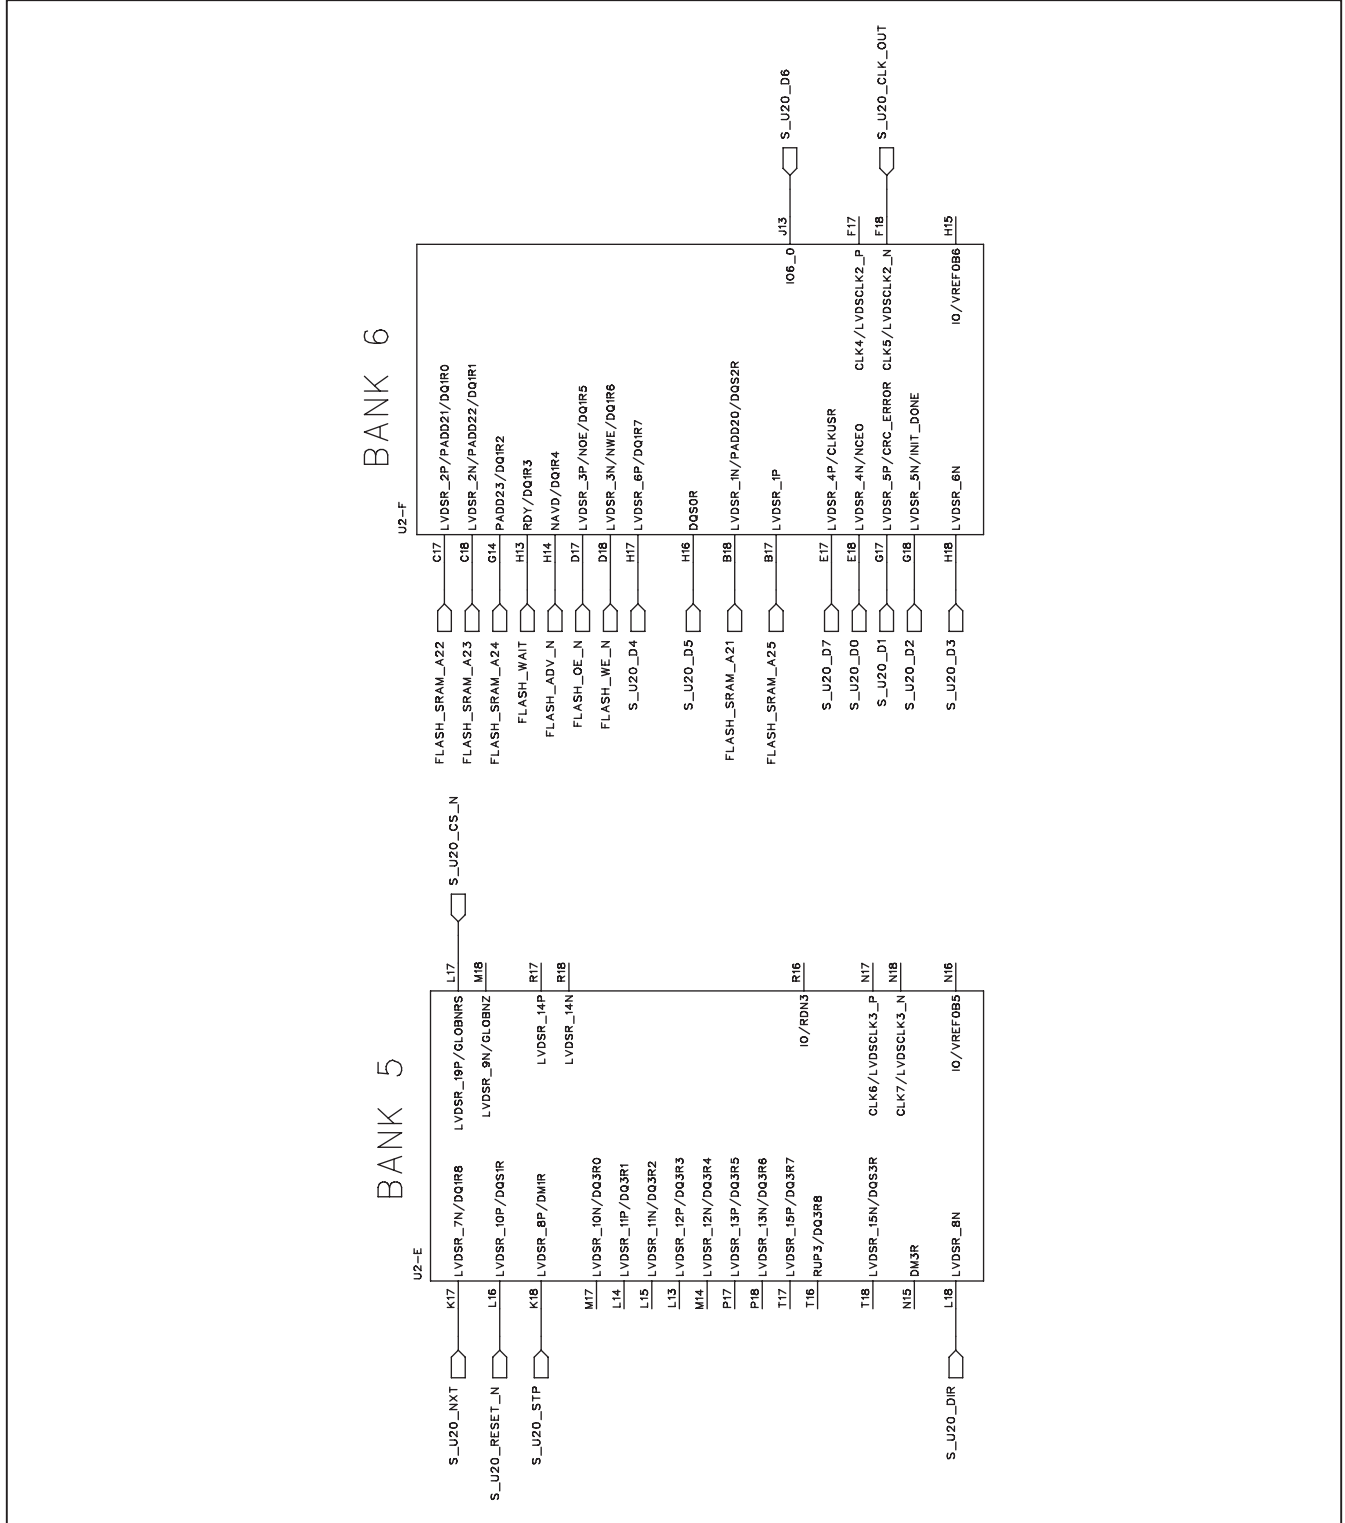 BANK 5
U2-E
S_U20_NXT K17 LVDSR_7N/DQ1R8 LVDSR_19P/GLOBNRS L17 S_U20_CS_N
LVDSR_9N/GLOBNZ M18
S_U20_RESET_N L16 LVDSR_10P/DQS1R
S_U20_STP K18 LVDSR_8P/DM1R LVDSR_14P R17
LVDSR_14N R18
M17 LVDSR_10N/DQ3R0
L14 LVDSR_11P/DQ3R1
L15 LVDSR_11N/DQ3R2
L13 LVDSR_12P/DQ3R3
M14 LVDSR_12N/DQ3R4
P17 LVDSR_13P/DQ3R5
P18 LVDSR_13N/DQ3R6
T17 LVDSR_15P/DQ3R7
IO/RDN3 R16
T16 RUP3/DQ3R8
T18 LVDSR_15N/DQS3R CLK6/LVDSCLK3_P N17
CLK7/LVDSCLK3_N N18
N15 DM3R
S_U20_DIR L18 LVDSR_8N IO/VREF0B5 N16
BANK 6
U2-F
FLASH_SRAM_A22 C17 LVDSR_2P/PADD21/DQ1R0
FLASH_SRAM_A23 C18 LVDSR_2N/PADD22/DQ1R1
FLASH_SRAM_A24 G14 PADD23/DQ1R2
FLASH_WAIT H13 RDY/DQ1R3
FLASH_ADV_N H14 NAVD/DQ1R4
FLASH_OE_N D17 LVDSR_3P/NOE/DQ1R5
FLASH_WE_N D18 LVDSR_3N/NWE/DQ1R6
S_U20_D4 H17 LVDSR_6P/DQ1R7
S_U20_D5 H16 DQS0R
FLASH_SRAM_A21 B18 LVDSR_1N/PADD20/DQS2R
FLASH_SRAM_A25 B17 LVDSR_1P
IO6_0 J13 S_U20_D6
S_U20_D7 E17 LVDSR_4P/CLKUSR
S_U20_D0 E18 LVDSR_4N/NCEO CLK4/LVDSCLK2_P F17
S_U20_D1 G17 LVDSR_5P/CRC_ERROR CLK5/LVDSCLK2_N F18 S_U20_CLK_OUT
S_U20_D2 G18 LVDSR_5N/INIT_DONE
S_U20_D3 H18 LVDSR_6N IO/VREF0B6 H15